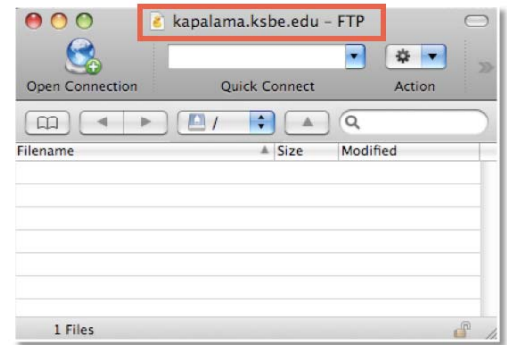 kapalama.ksbe.edu – FTP
Open Connection Quick Connect Action
/
Filename Size Modified
1 Files